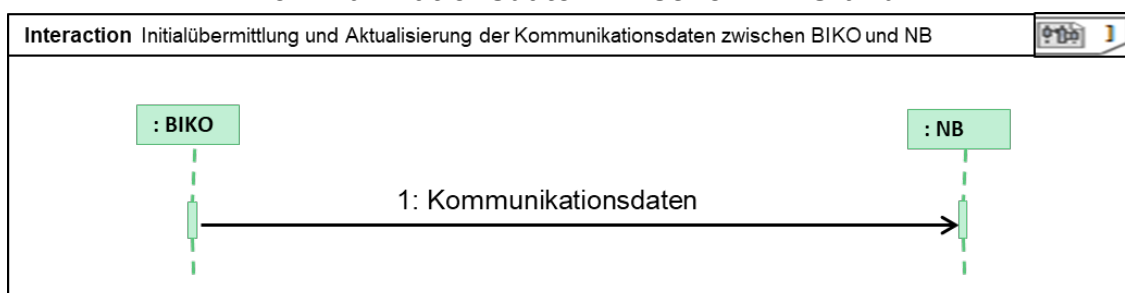 Interaction Initialübermittlung und Aktualisierung der Kommunikationsdaten zwischen BIKO und NB
: BIKO
: NB
1: Kommunikationsdaten